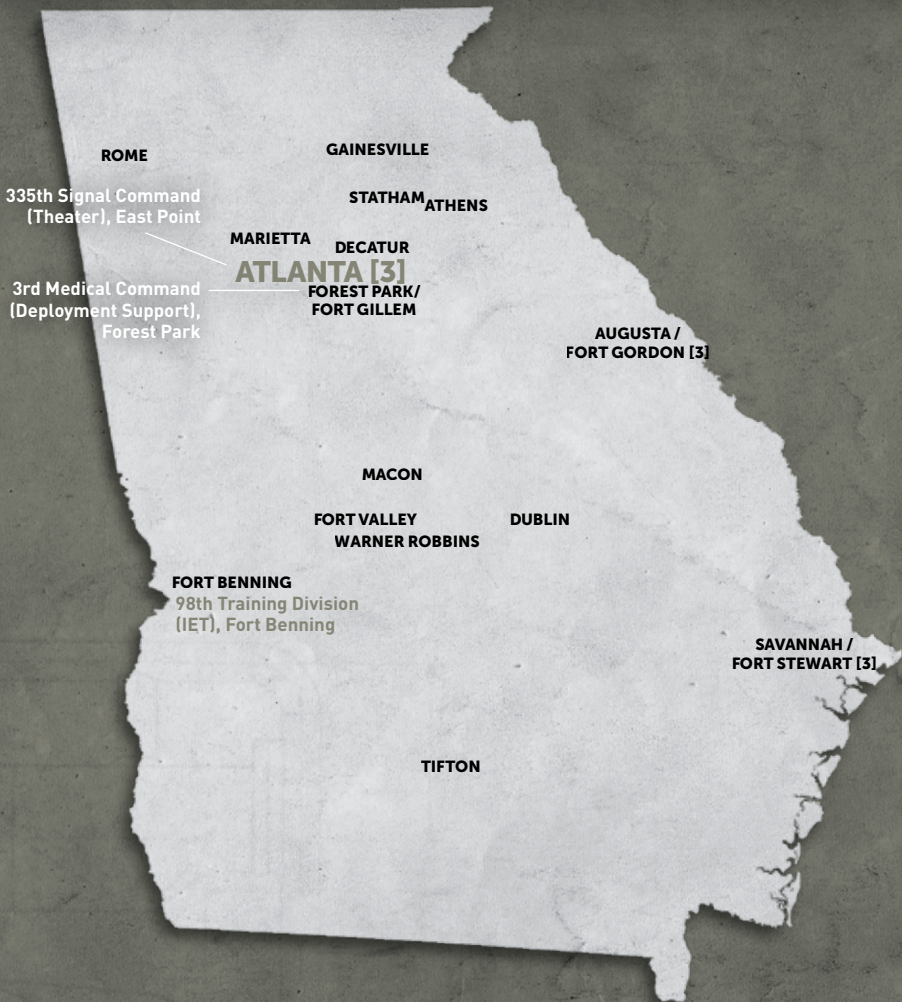 ROME
GAINESVILLE
335th Signal Command
(Theater), East Point
STATHAM
ATHENS
MARIETTA
DECATUR
ATLANTA [3]
3rd Medical Command
(Deployment Support),
Forest Park
FOREST PARK/
FORT GILLEM
AUGUSTA /
FORT GORDON [3]
MACON
FORT VALLEY
DUBLIN
WARNER ROBBINS
FORT BENNING
98th Training Division
(IET), Fort Benning
SAVANNAH /
FORT STEWART [3]
TIFTON